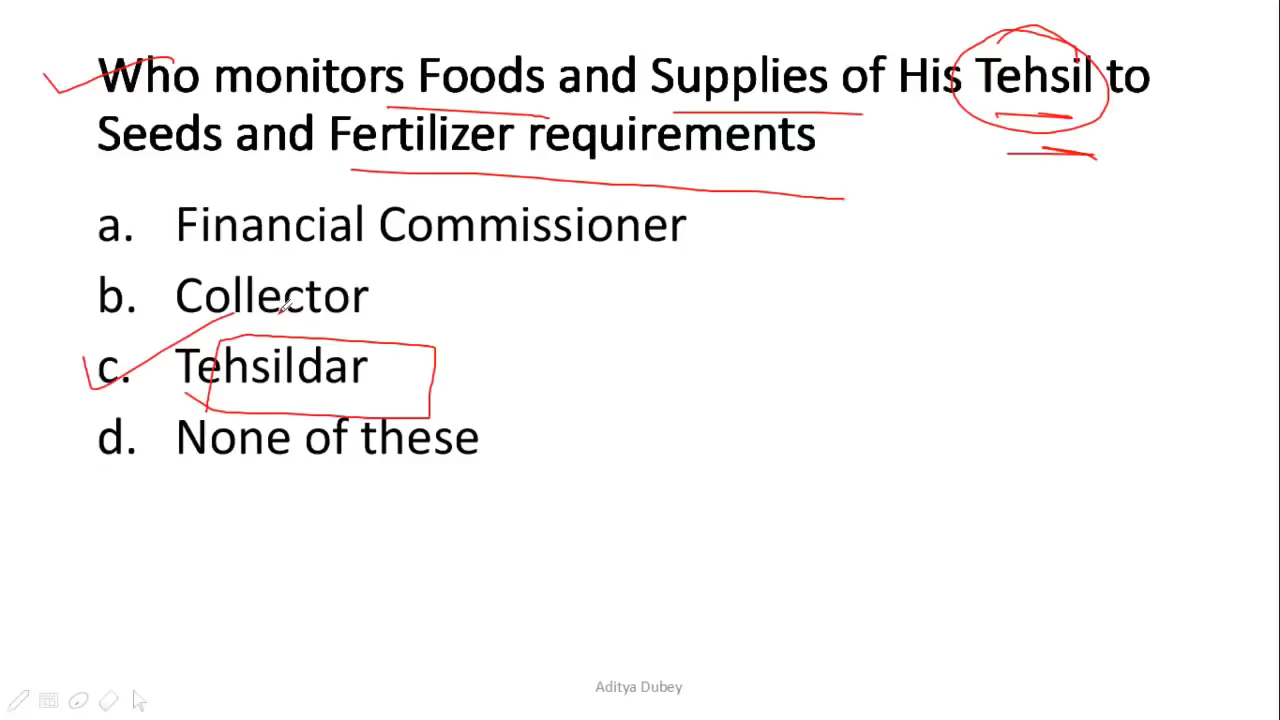 Who monitors Foods and Supplies of His Tehsil to
Seeds and Fertilizer requirements
a. Financial Commissioner
b. Collector
c. Tehsildar
d. None of these
Aditya Dubey